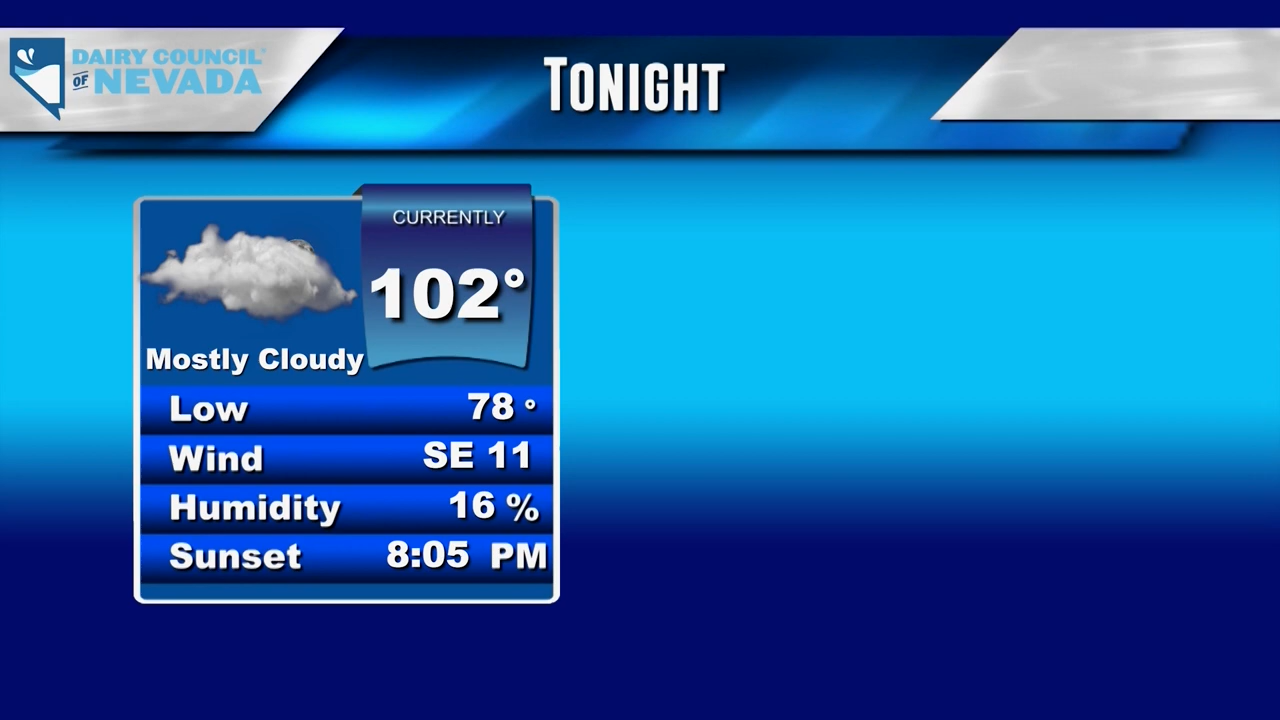 DAIRY COUNCIL
OF NEVADA
TONIGHT
CURRENTLY
102°
Mostly Cloudy
Low 78 °
Wind SE 11
Humidity 16 %
Sunset 8:05 PM